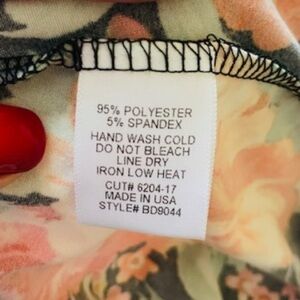 95% POLYESTER
5% SPANDEX
HAND WASH COLD
DO NOT BLEACH
LINE DRY
IRON LOW HEAT
CUT# 6204-17
MADE IN USA
STYLE# BD9044